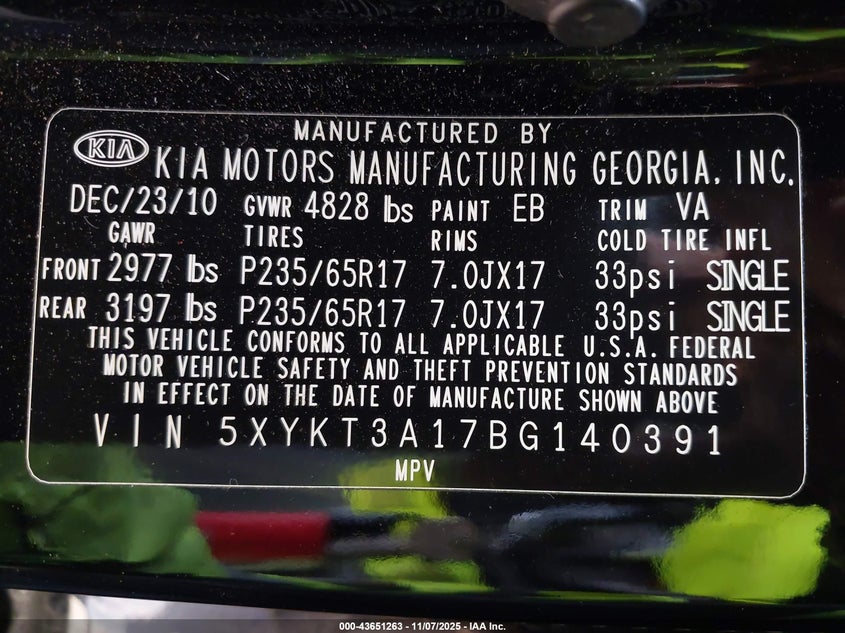 MANUFACTURED BY
KIA KIA MOTORS MANUFACTURING GEORGIA, INC.
DEC/23/10 GVWR 4828 lbs PAINT EB TRIM VA
GAWR TIRES RIMS COLD TIRE INFL
FRONT 2977 lbs P235/65R17 7.0JX17 33psi SINGLE
REAR 3197 lbs P235/65R17 7.0JX17 33psi SINGLE
THIS VEHICLE CONFORMS TO ALL APPLICABLE U.S.A. FEDERAL
MOTOR VEHICLE SAFETY AND THEFT PREVENTION STANDARDS
IN EFFECT ON THE DATE OF MANUFACTURE SHOWN ABOVE
VIN 5XYKT3A17BG140391
MPV
000-43651263 - 11/07/2025 - IAA Inc.